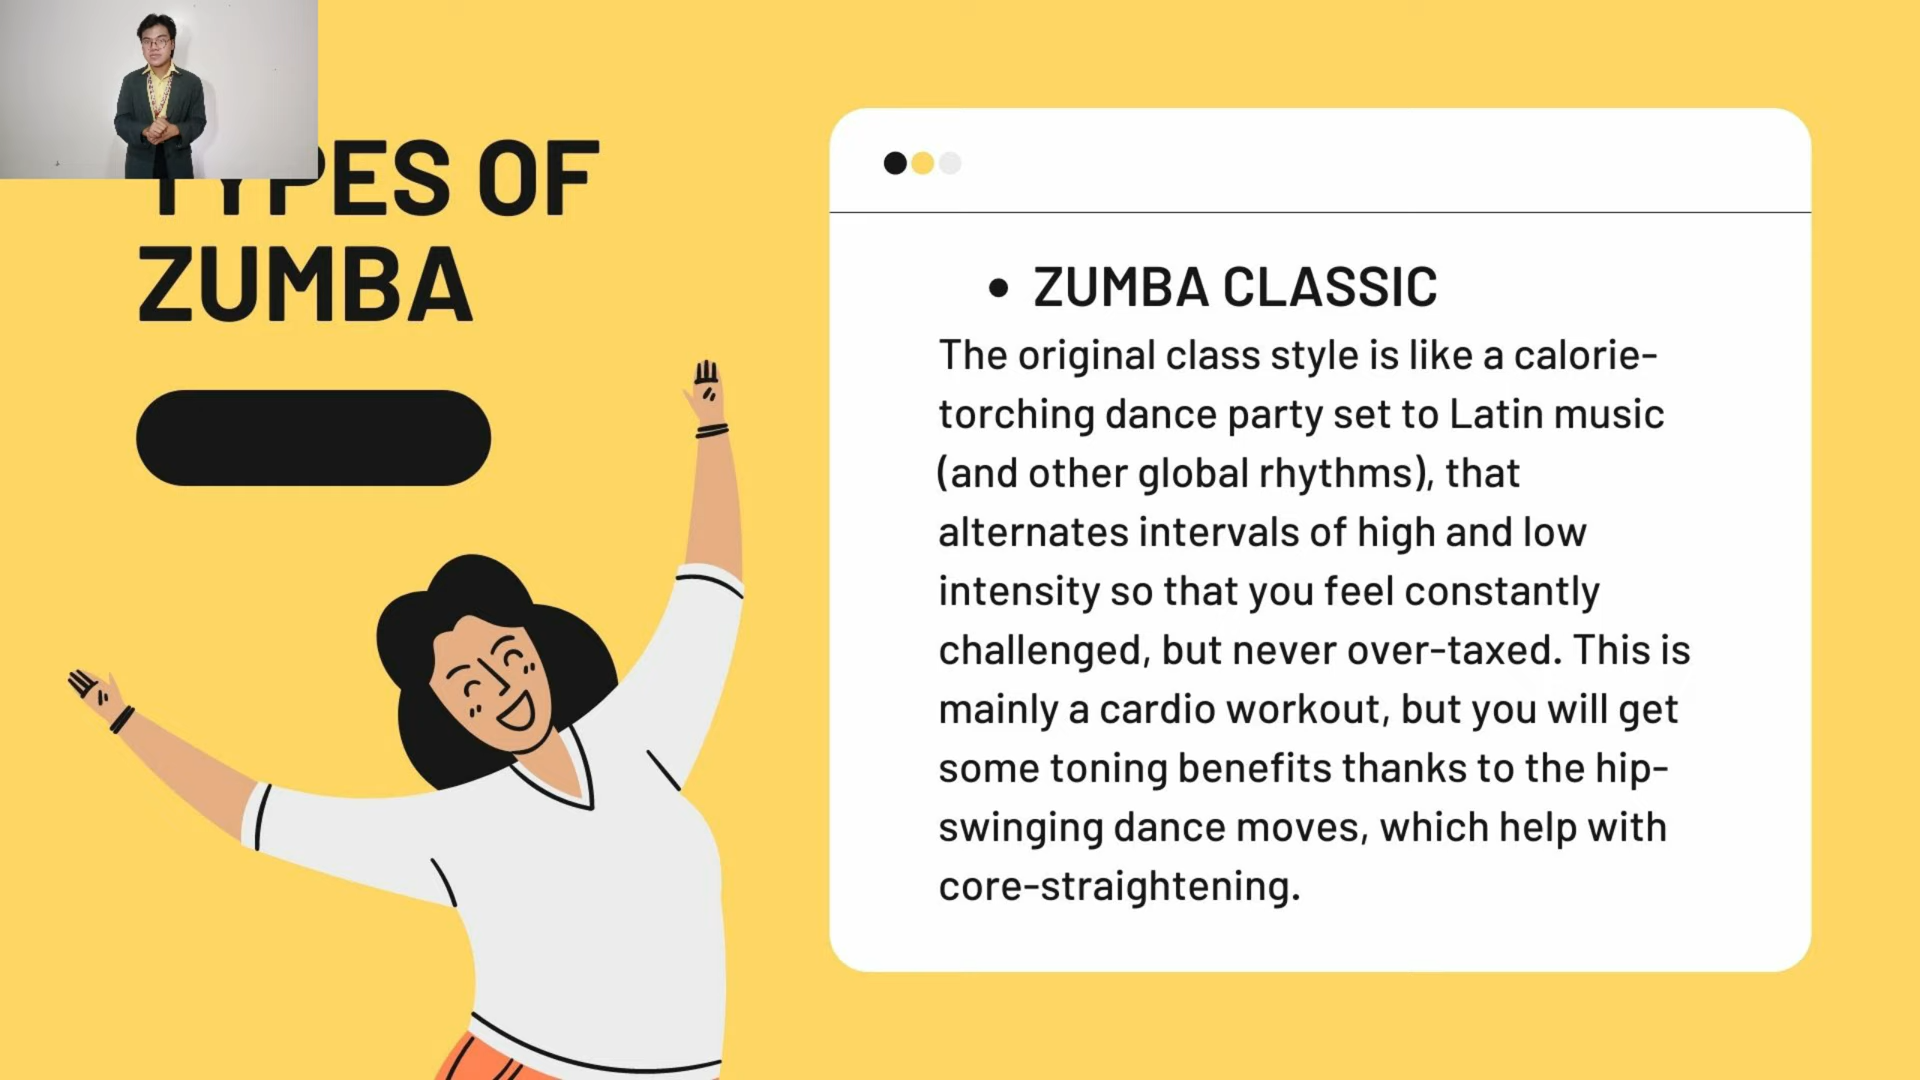 TYPES OF
ZUMBA
• ZUMBA CLASSIC
The original class style is like a calorie-
torching dance party set to Latin music
(and other global rhythms), that
alternates intervals of high and low
intensity so that you feel constantly
challenged, but never over-taxed. This is
mainly a cardio workout, but you will get
some toning benefits thanks to the hip-
swinging dance moves, which help with
core-straightening.